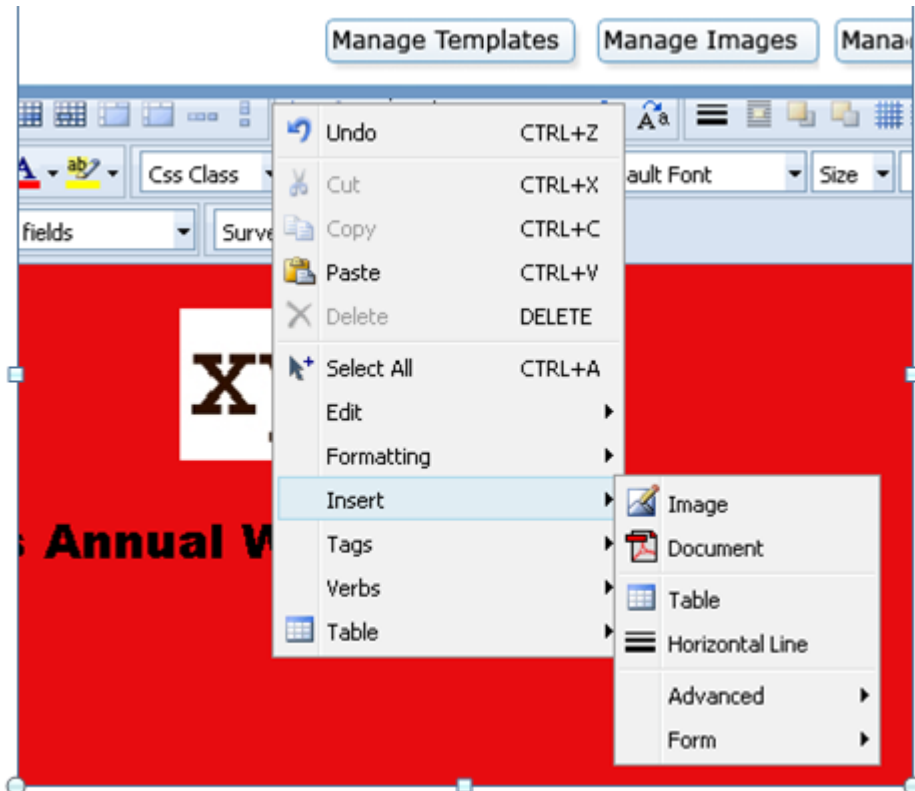 Manage Templates Manage Images Mana
Css Class ault Font Size
fields Surve
Undo CTRL+Z
Cut CTRL+X
Copy CTRL+C
Paste CTRL+V
Delete DELETE
Select All CTRL+A
Edit
Formatting
Insert
Tags
Verbs
Table
Image
Document
Table
Horizontal Line
Advanced
Form
xy
s Annual W